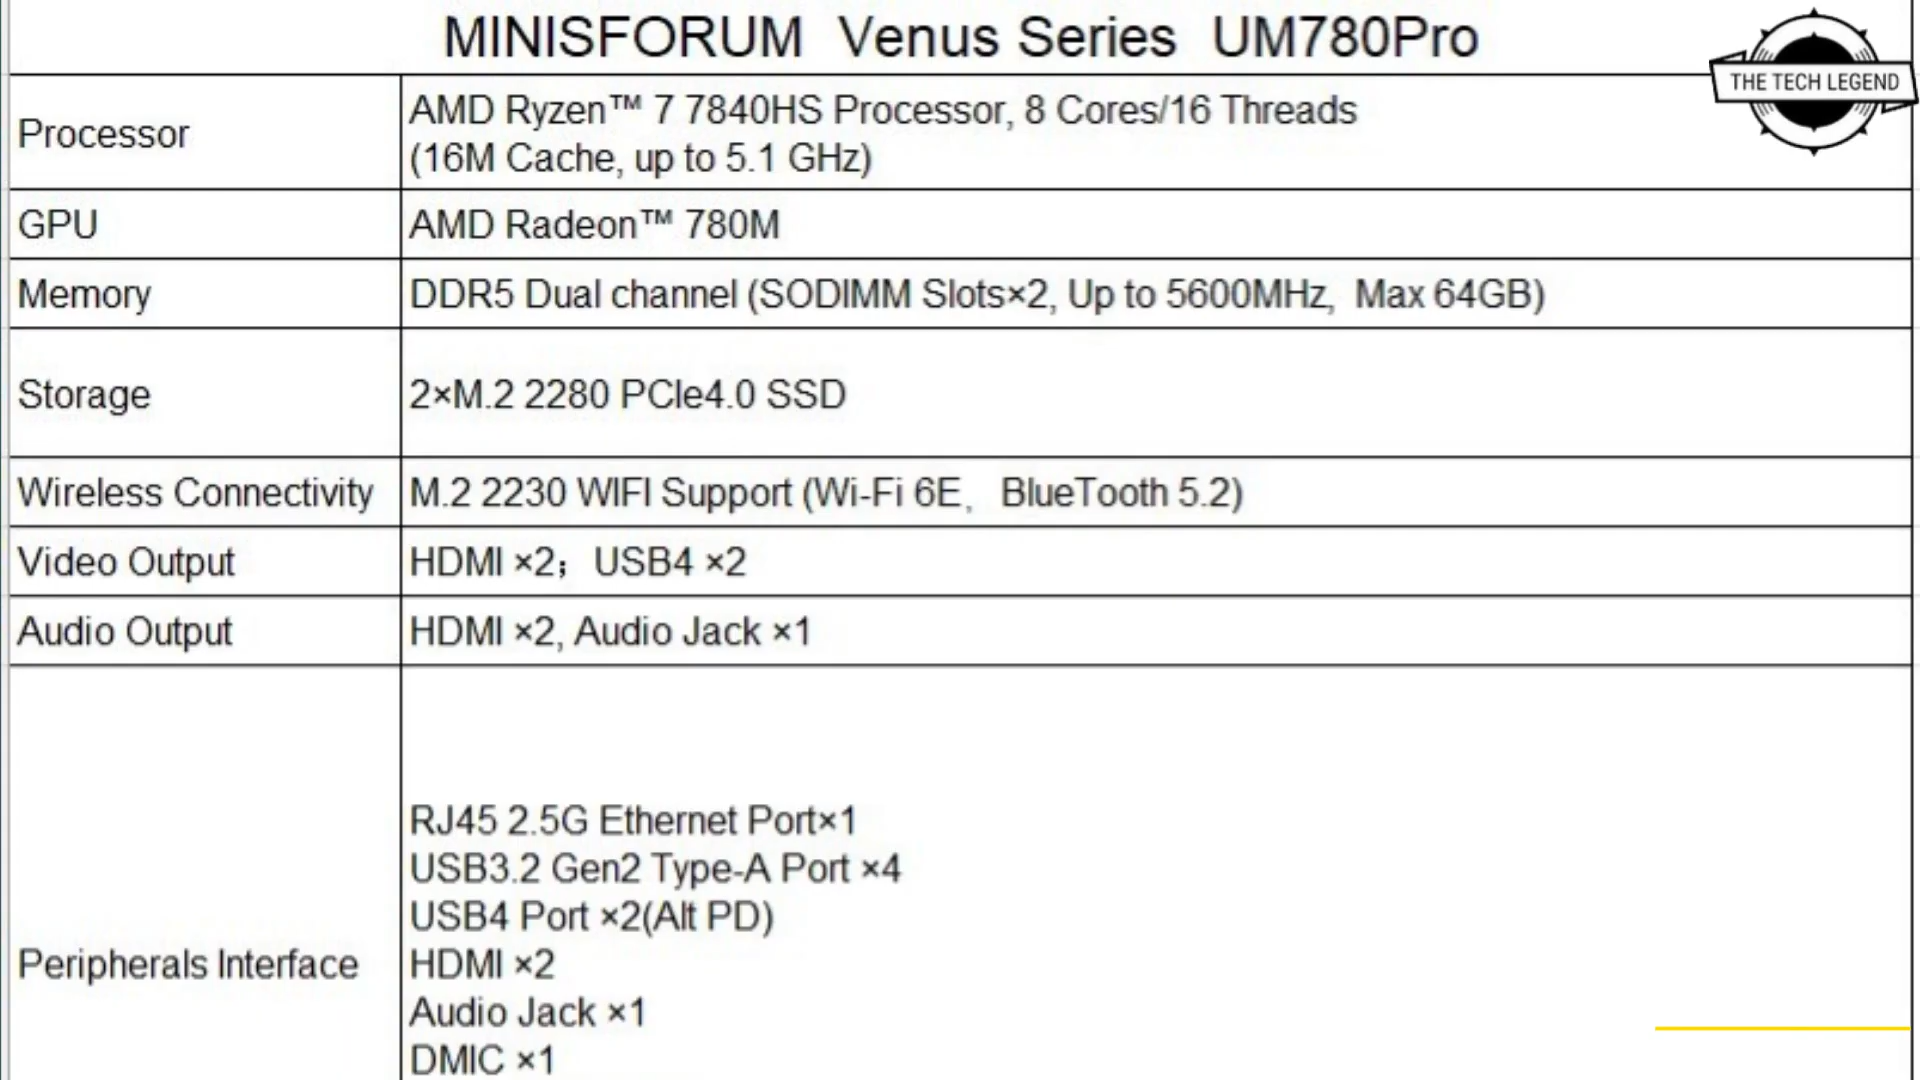 MINISFORUM Venus Series UM780Pro
THE TECH LEGEND
Processor
AMD Ryzen™ 7 7840HS Processor, 8 Cores/16 Threads
(16M Cache, up to 5.1 GHz)
GPU
AMD Radeon™ 780M
Memory
DDR5 Dual channel (SODIMM Slots×2, Up to 5600MHz, Max 64GB)
Storage
2×M.2 2280 PCIe4.0 SSD
Wireless Connectivity
M.2 2230 WIFI Support (Wi-Fi 6E, BlueTooth 5.2)
Video Output
HDMI ×2; USB4 ×2
Audio Output
HDMI ×2, Audio Jack ×1
Peripherals Interface
RJ45 2.5G Ethernet Port×1
USB3.2 Gen2 Type-A Port ×4
USB4 Port ×2(Alt PD)
HDMI ×2
Audio Jack ×1
DMIC ×1